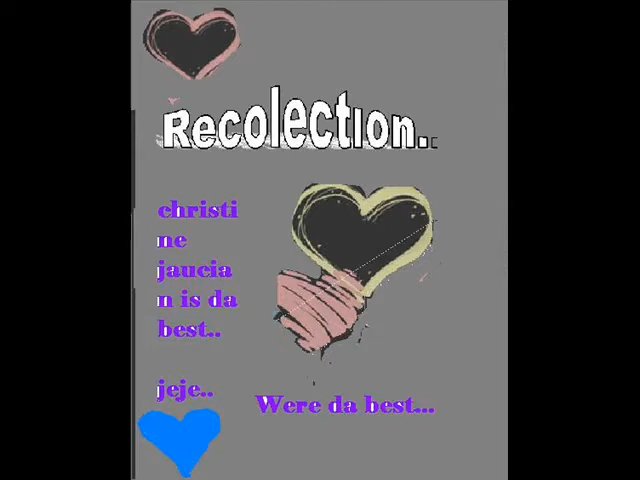 Recolection..
christi
ne
jaucia
n is da
best..
jeje..
Were da best...